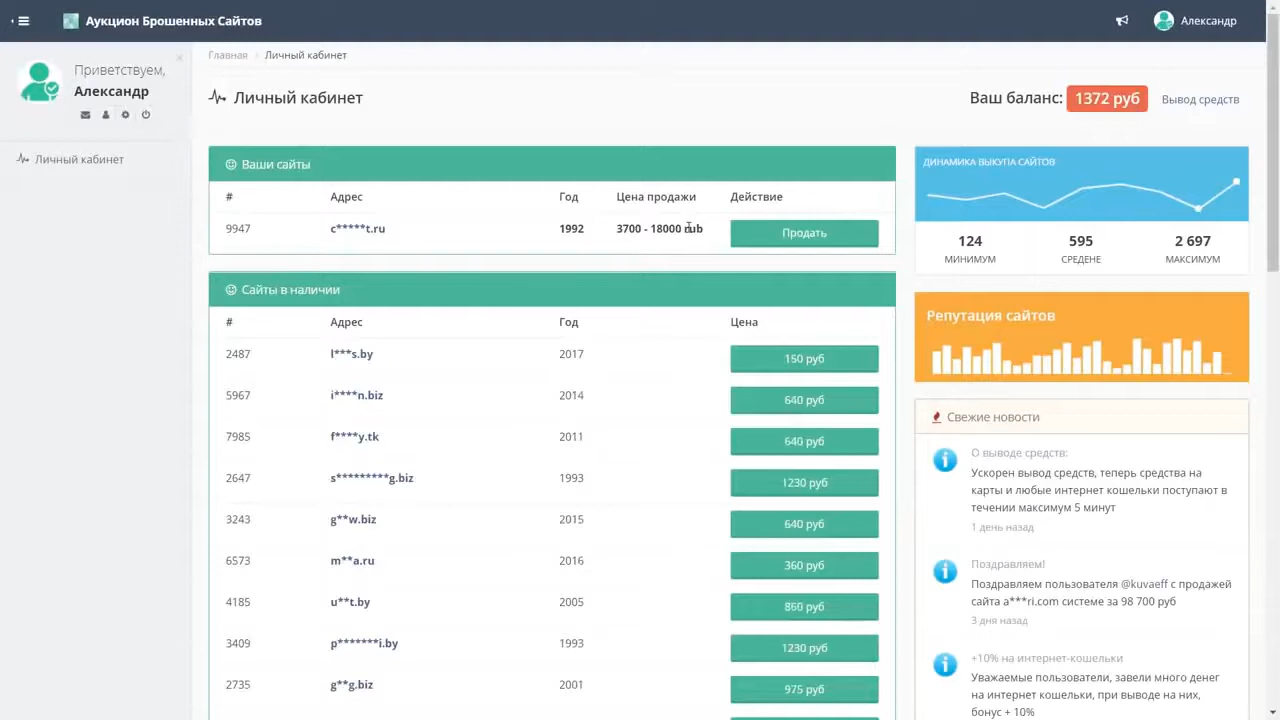 Аукцион Брошенных Сайтов
Александр
Приветствуем,
Александр
Личный кабинет
Главная
Личный кабинет
Личный кабинет
Ваш баланс: 1372 руб Вывод средств
Ваши сайты
# Адрес Год Цена продажи Действие
9947 c*****t.ru 1992 3700 - 18000 rub Продать
Сайты в наличии
# Адрес Год Цена
2487 l***s.by 2017 150 руб
5967 i****n.biz 2014 640 руб
7985 f****y.tk 2011 640 руб
2647 s*********g.biz 1993 1230 руб
3243 g**w.biz 2015 640 руб
6573 m**a.ru 2016 360 руб
4185 u**t.by 2005 860 руб
3409 p*******i.by 1993 1230 руб
2735 g**g.biz 2001 975 руб
ДИНАМИКА ВЫКУПА САЙТОВ
124 595 2 697
МИНИМУМ СРЕДЕНЕ МАКСИМУМ
Репутация сайтов
Свежие новости
О выводе средств:
Ускорен вывод средств, теперь средства на
карты и любые интернет кошельки поступают в
течении максимум 5 минут
1 день назад
Поздравляем!
Поздравляем пользователя @kuvaeff с продажей
сайта a***ri.com системе за 98 700 руб
3 дня назад
+10% на интернет-кошельки
Уважаемые пользователи, завели много денег
на интернет кошельки, при выводе на них,
бонус + 10%